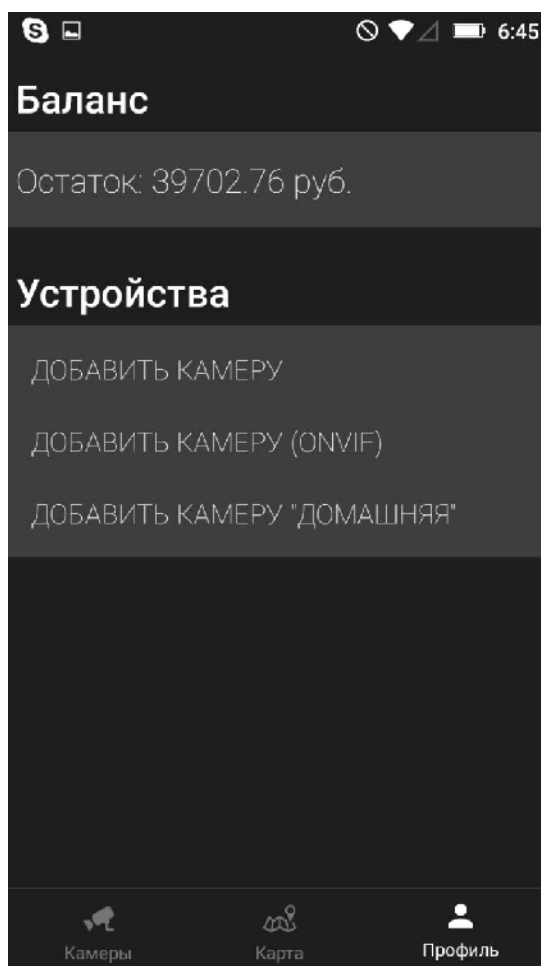 6:45
Баланс
Остаток: 39702.76 руб.
Устройства
ДОБАВИТЬ КАМЕРУ
ДОБАВИТЬ КАМЕРУ (ONVIF)
ДОБАВИТЬ КАМЕРУ "ДОМАШНЯЯ"
Камеры Карта Профиль